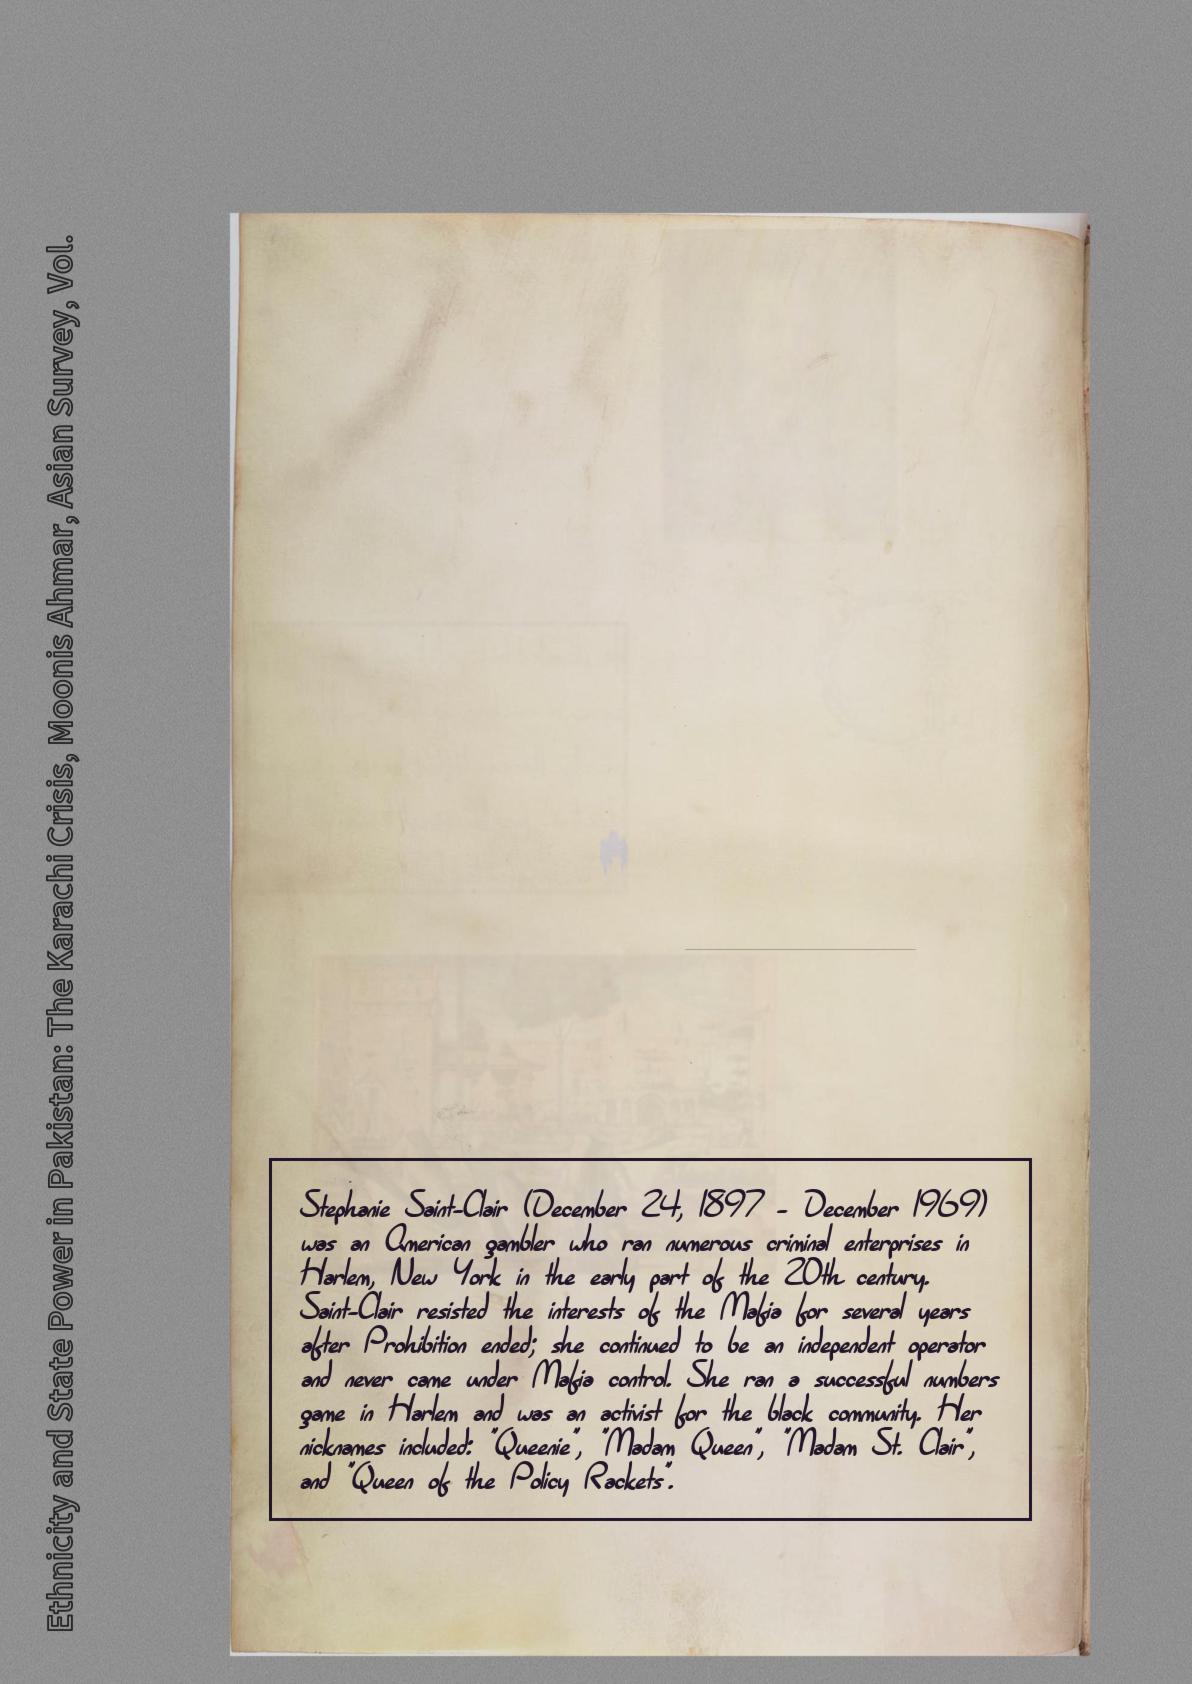 Ethnicity and State Power in Pakistan: The Karachi Crisis, Moonis Ahmar, Asian Survey, Vol.
Stephanie Saint-Clair (December 24, 1897 – December 1969)
was an American gambler who ran numerous criminal enterprises in
Harlem, New York in the early part of the 20th century.
Saint-Clair resisted the interests of the Mafia for several years
after Prohibition ended; she continued to be an independent operator
and never came under Mafia control. She ran a successful numbers
game in Harlem and was an activist for the black community. Her
nicknames included: "Queenie", "Madam Queen", "Madam St. Clair",
and "Queen of the Policy Rackets".